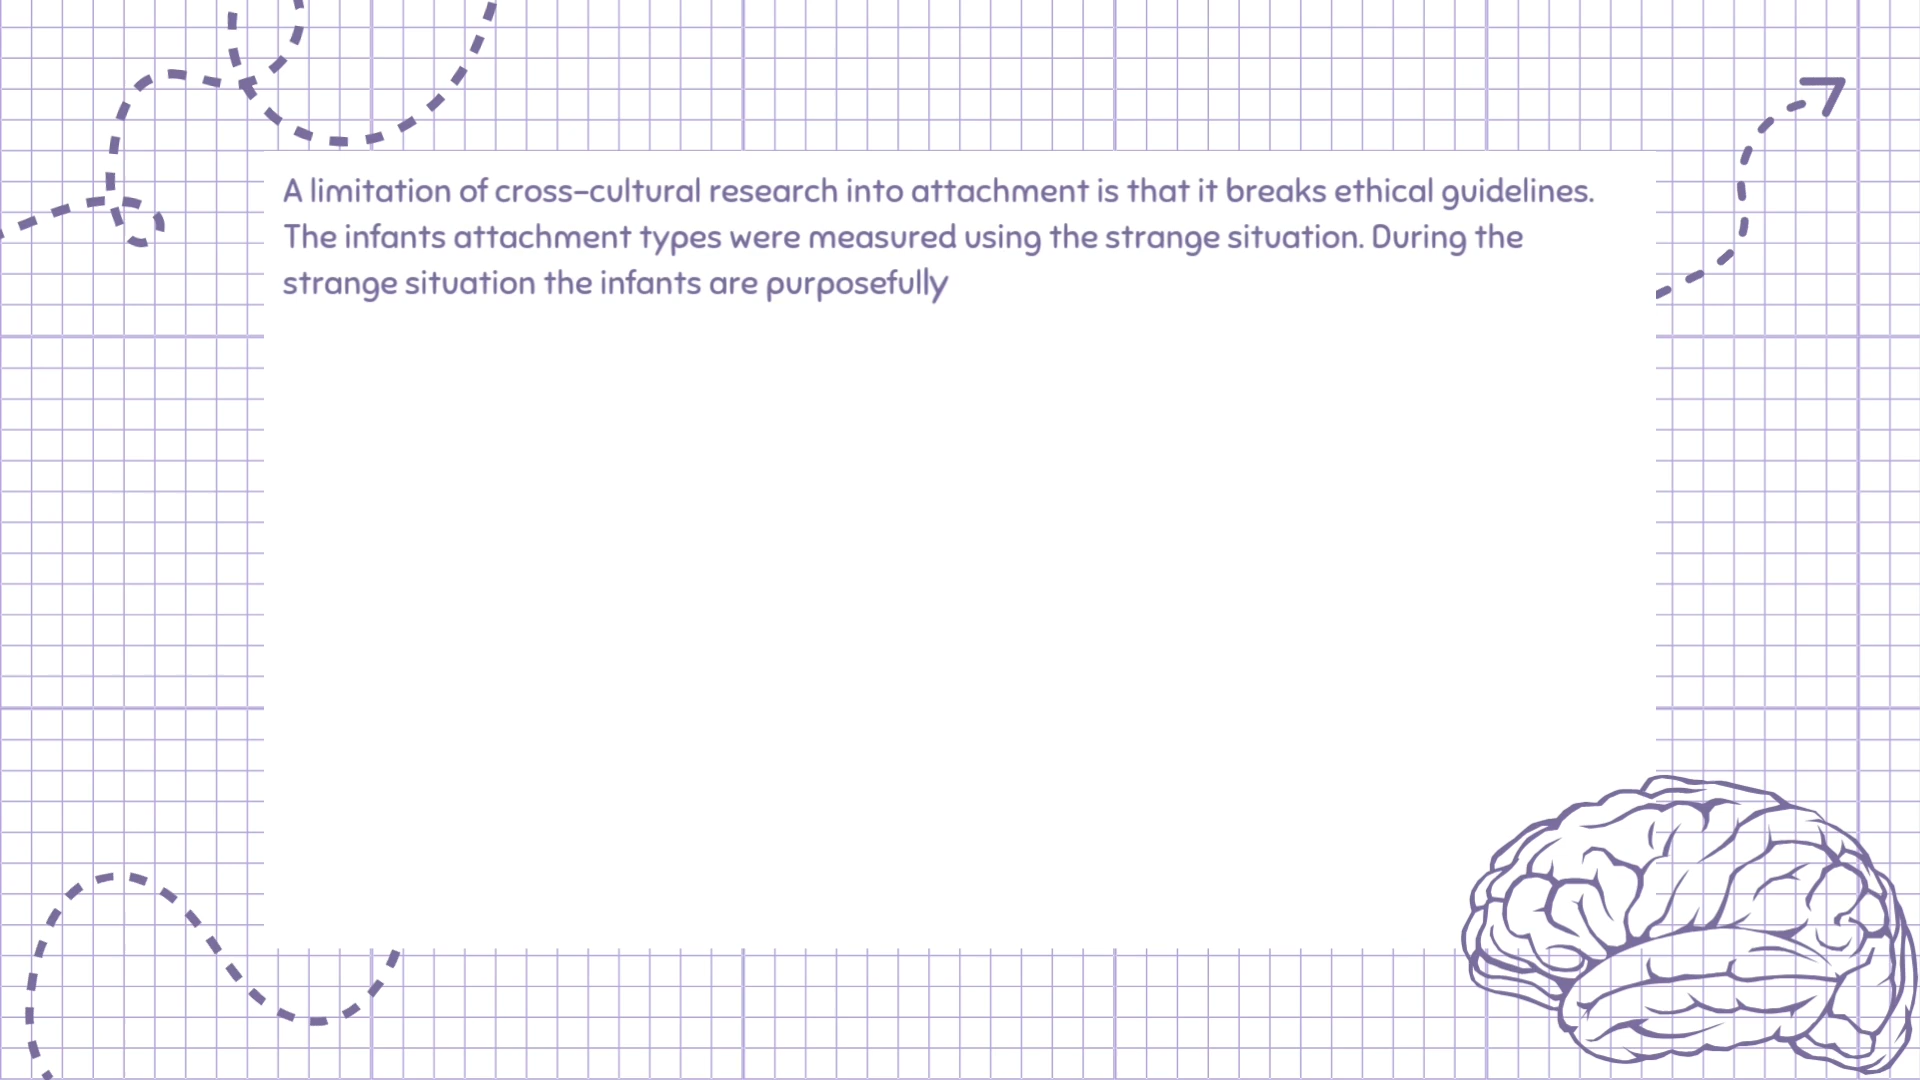 A limitation of cross-cultural research into attachment is that it breaks ethical guidelines.
The infants attachment types were measured using the strange situation. During the
strange situation the infants are purposefully